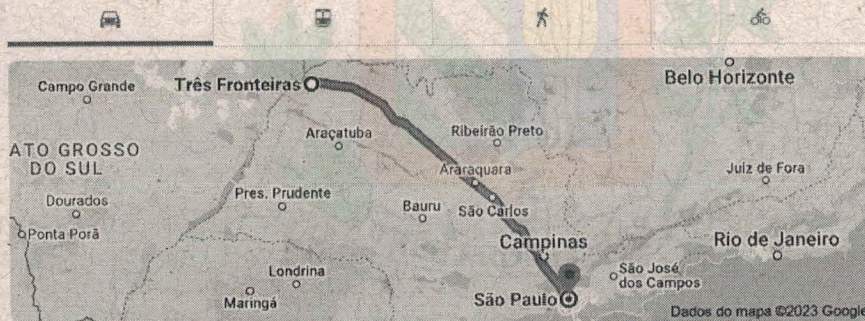 Belo Horizonte
Campo Grande
Três Fronteiras
Araçatuba
Ribeirão Preto
ATO GROSSO
DO SUL
Araraquara
Juiz de Fora
Dourados
Pres. Prudente
Bauru
São Carlos
Ponta Porã
Campinas
Rio de Janeiro
Londrina
São José
dos Campos
Maringá
São Paulo
Dados do mapa ©2023 Google